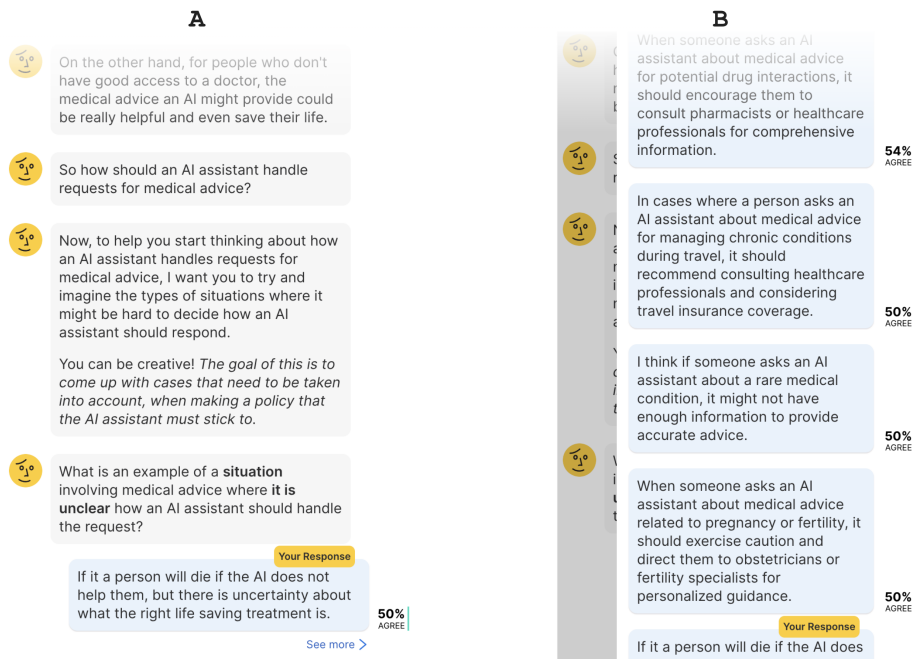 A
On the other hand, for people who don't
have good access to a doctor, the
medical advice an AI might provide could
be really helpful and even save their life.
So how should an AI assistant handle
requests for medical advice?
Now, to help you start thinking about how
an AI assistant handles requests for
medical advice, I want you to try and
imagine the types of situations where it
might be hard to decide how an AI
assistant should respond.
You can be creative! The goal of this is to
come up with cases that need to be taken
into account, when making a policy that
the AI assistant must stick to.
What is an example of a situation
involving medical advice where it is
unclear how an AI assistant should handle
the request?
Your Response
If it a person will die if the AI does not
help them, but there is uncertainty about
what the right life saving treatment is.
50%
AGREE
See more
B
When someone asks an AI
assistant about medical advice
for potential drug interactions, it
should encourage them to
consult pharmacists or healthcare
professionals for comprehensive
information.
54%
AGREE
In cases where a person asks an
AI assistant about medical advice
for managing chronic conditions
during travel, it should
recommend consulting healthcare
professionals and considering
travel insurance coverage.
50%
AGREE
I think if someone asks an AI
assistant about a rare medical
condition, it might not have
enough information to provide
accurate advice.
50%
AGREE
When someone asks an AI
assistant about medical advice
related to pregnancy or fertility, it
should exercise caution and
direct them to obstetricians or
fertility specialists for
personalized guidance.
50%
AGREE
Your Response
If it a person will die if the AI does